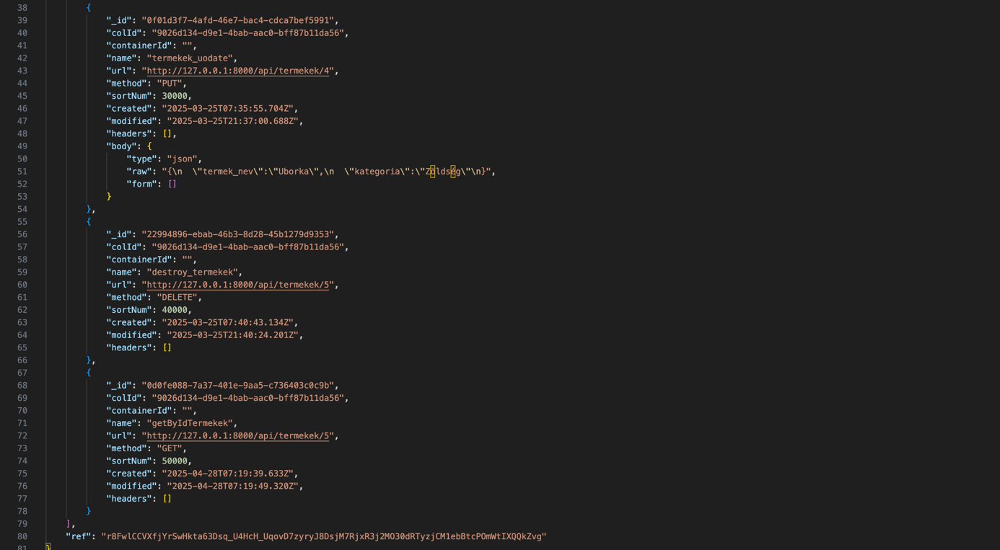 38 {
39 "_id": "0f01d3f7-4afd-46e7-bac4-cdca7bef5991",
40 "colId": "9026d134-d9e1-4bab-aac0-bff87b11da56",
41 "containerId": "",
42 "name": "termekek_uodate",
43 "url": "http://127.0.0.1:8000/api/termekek/4",
44 "method": "PUT",
45 "sortNum": 30000,
46 "created": "2025-03-25T07:35:55.704Z",
47 "modified": "2025-03-25T21:37:00.688Z",
48 "headers": [],
49 "body": {
50 "type": "json",
51 "raw": "{\n  \"termek_nev\":\"Uborka\",\n  \"kategoria\":\"Zöldség\"\n}",
52 "form": []
53 }
54 },
55 {
56 "_id": "22994896-ebab-46b3-8d28-45b1279d9353",
57 "colId": "9026d134-d9e1-4bab-aac0-bff87b11da56",
58 "containerId": "",
59 "name": "destroy_termekek",
60 "url": "http://127.0.0.1:8000/api/termekek/5",
61 "method": "DELETE",
62 "sortNum": 40000,
63 "created": "2025-03-25T07:40:43.134Z",
64 "modified": "2025-03-25T21:40:24.201Z",
65 "headers": []
66 },
67 {
68 "_id": "0d0fe088-7a37-401e-9aa5-c736403c0c9b",
69 "colId": "9026d134-d9e1-4bab-aac0-bff87b11da56",
70 "containerId": "",
71 "name": "getByIdTermekek",
72 "url": "http://127.0.0.1:8000/api/termekek/5",
73 "method": "GET",
74 "sortNum": 50000,
75 "created": "2025-04-28T07:19:39.633Z",
76 "modified": "2025-04-28T07:19:49.320Z",
77 "headers": []
78 }
79 ],
80 "ref": "r8FwlCCVXfjYrSwHkta63Dsq_U4HcH_UqovD7zyryJ8DsjM7RjxR3j2MO30dRTyzjCM1ebBtcPOmWtIXQQkZvg"
81 }